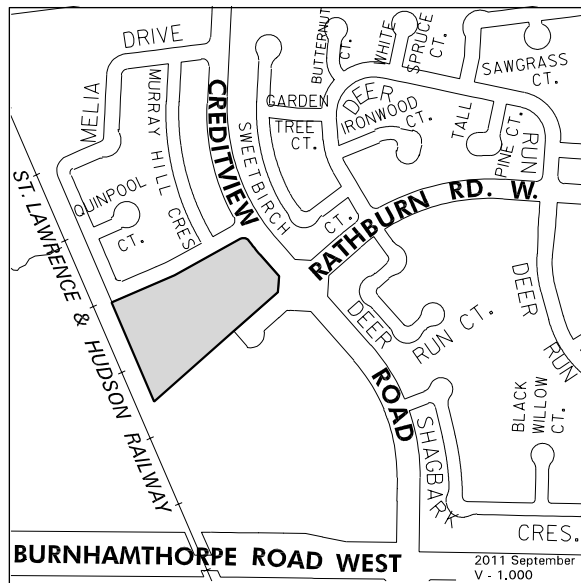 DRIVE
MELIA
MURRAY HILL CRES
QUINPOOL
CT.
CREDITVIEW
SWEETBIRCH
CT.
GARDEN
TREE
CT.
BUTTERNUT
CT.
WHITE
SPRUCE
CT.
DEER
RUN
IRONWOOD
CT.
TALL
PINE CT.
SAWGRASS
CT.
RATHBURN RD. W.
ST. LAWRENCE & HUDSON RAILWAY
DEER
RUN CT.
DEER
RUN
ROAD
SHAGBARK
CRES.
BLACK
WILLOW
CT.
BURNHAMTHORPE ROAD WEST
2011 September
V - 1,000